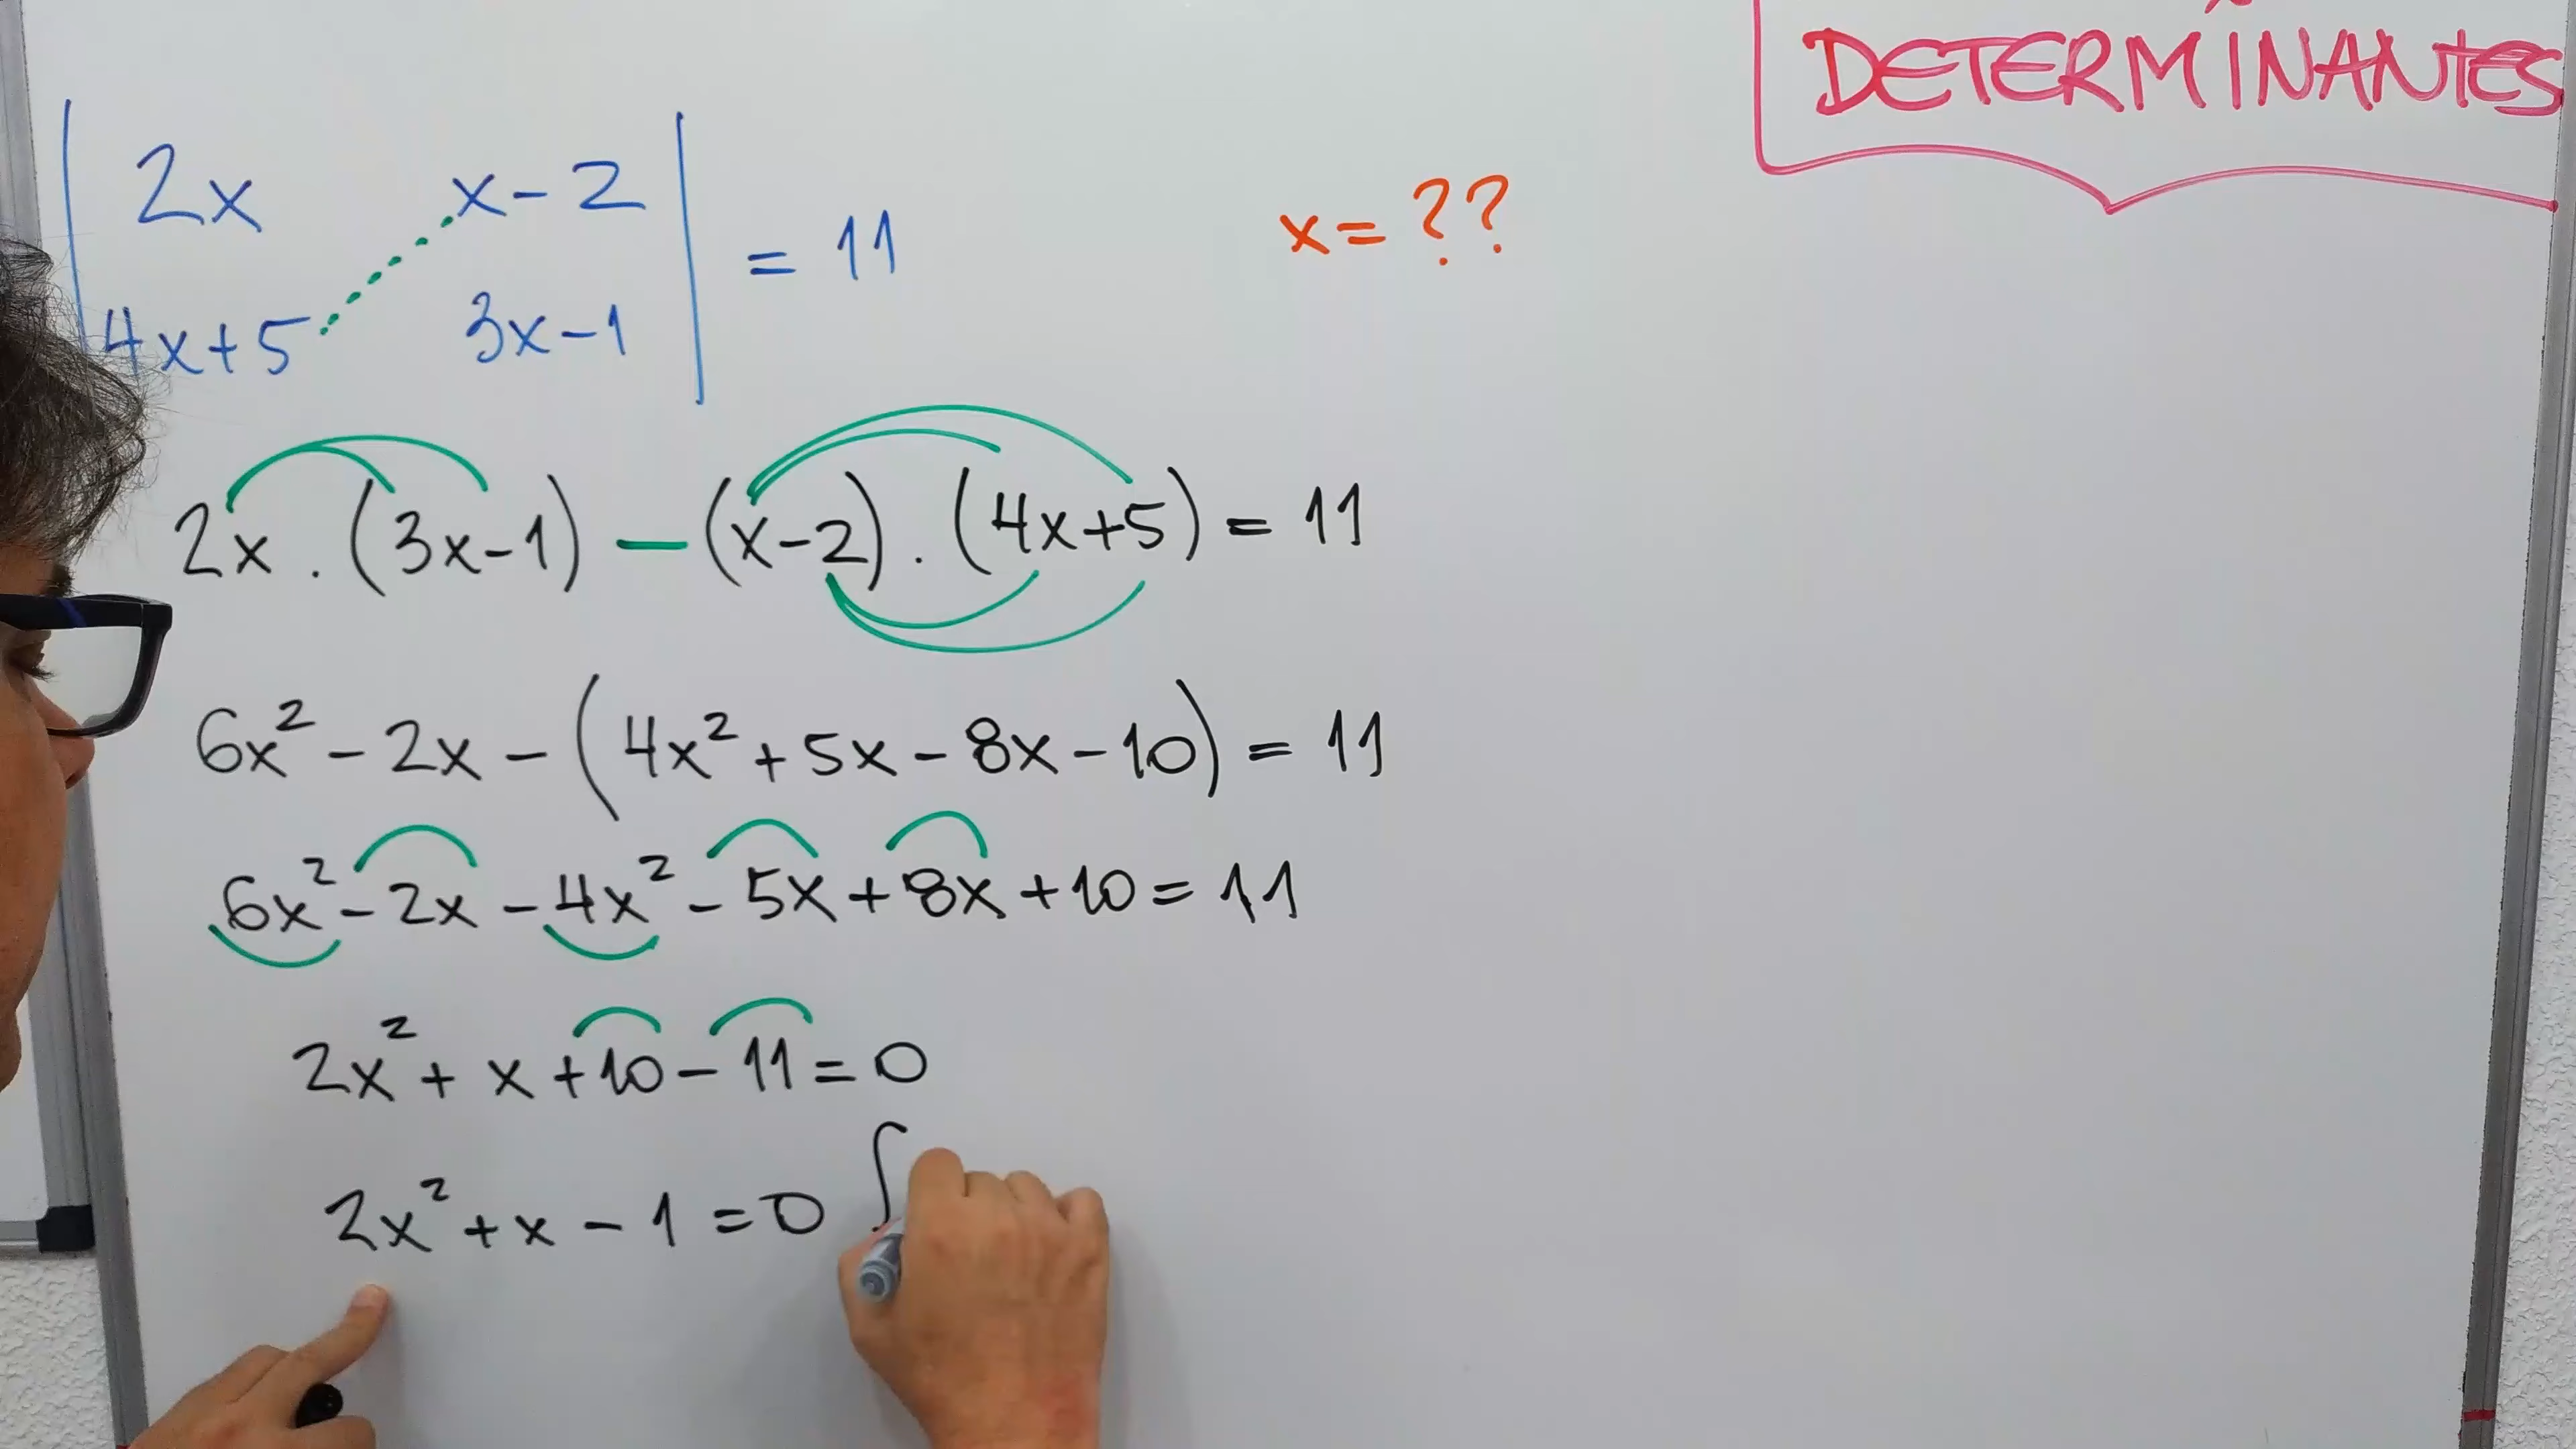 DETERMINANTES
| 2x x-2 |
| 4x+5 3x-1 | = 11
x = ??
2x . (3x-1) - (x-2) . (4x+5) = 11
6x² - 2x - (4x² + 5x - 8x - 10) = 11
6x² - 2x - 4x² - 5x + 8x + 10 = 11
2x² + x + 10 - 11 = 0
2x² + x - 1 = 0